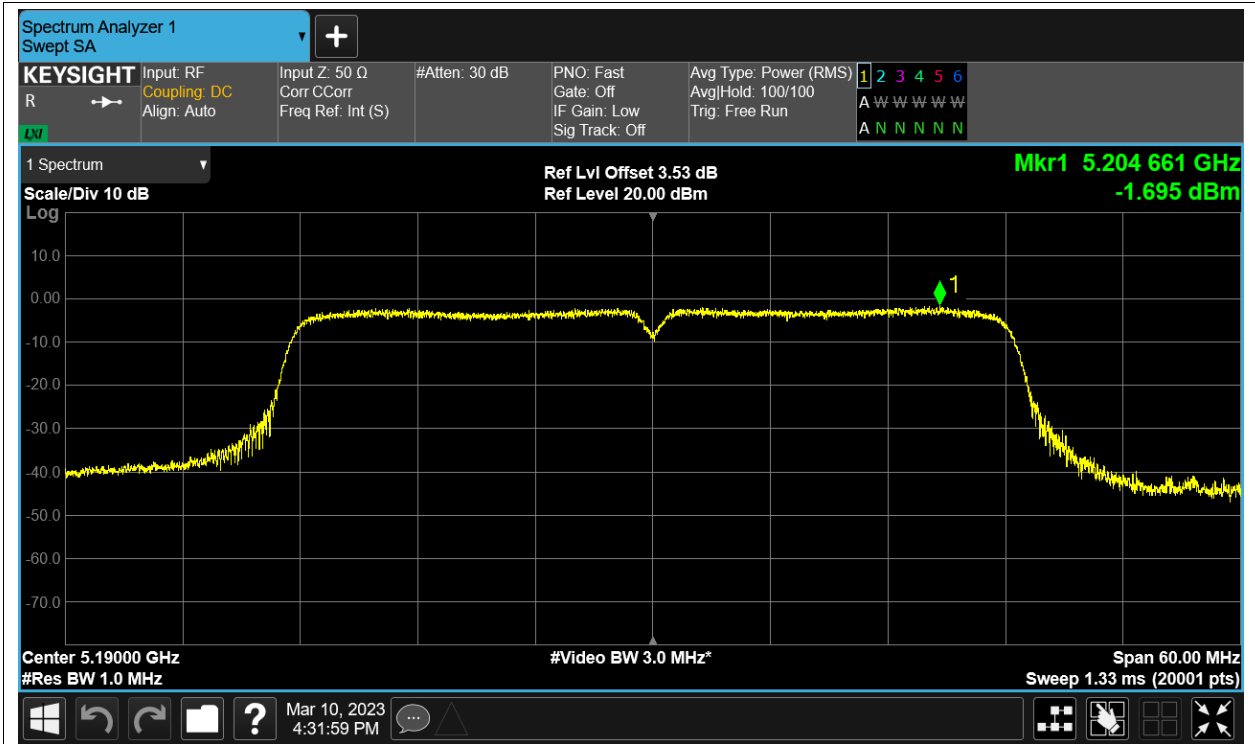 Spectrum Analyzer 1
Swept SA
+
KEYSIGHT
R
LXI
Input: RF
Coupling: DC
Align: Auto
Input Z: 50 Ω
Corr CCorr
Freq Ref: Int (S)
#Atten: 30 dB
PNO: Fast
Gate: Off
IF Gain: Low
Sig Track: Off
Avg Type: Power (RMS)
Avg|Hold: 100/100
Trig: Free Run
1 2 3 4 5 6
A W W W W W
A N N N N N
1 Spectrum
Scale/Div 10 dB
Log
Ref Lvl Offset 3.53 dB
Ref Level 20.00 dBm
Mkr1 5.204 661 GHz
-1.695 dBm
10.0
0.00
-10.0
-20.0
-30.0
-40.0
-50.0
-60.0
-70.0
1
Center 5.19000 GHz
#Res BW 1.0 MHz
#Video BW 3.0 MHz*
Span 60.00 MHz
Sweep 1.33 ms (20001 pts)
?
Mar 10, 2023
4:31:59 PM